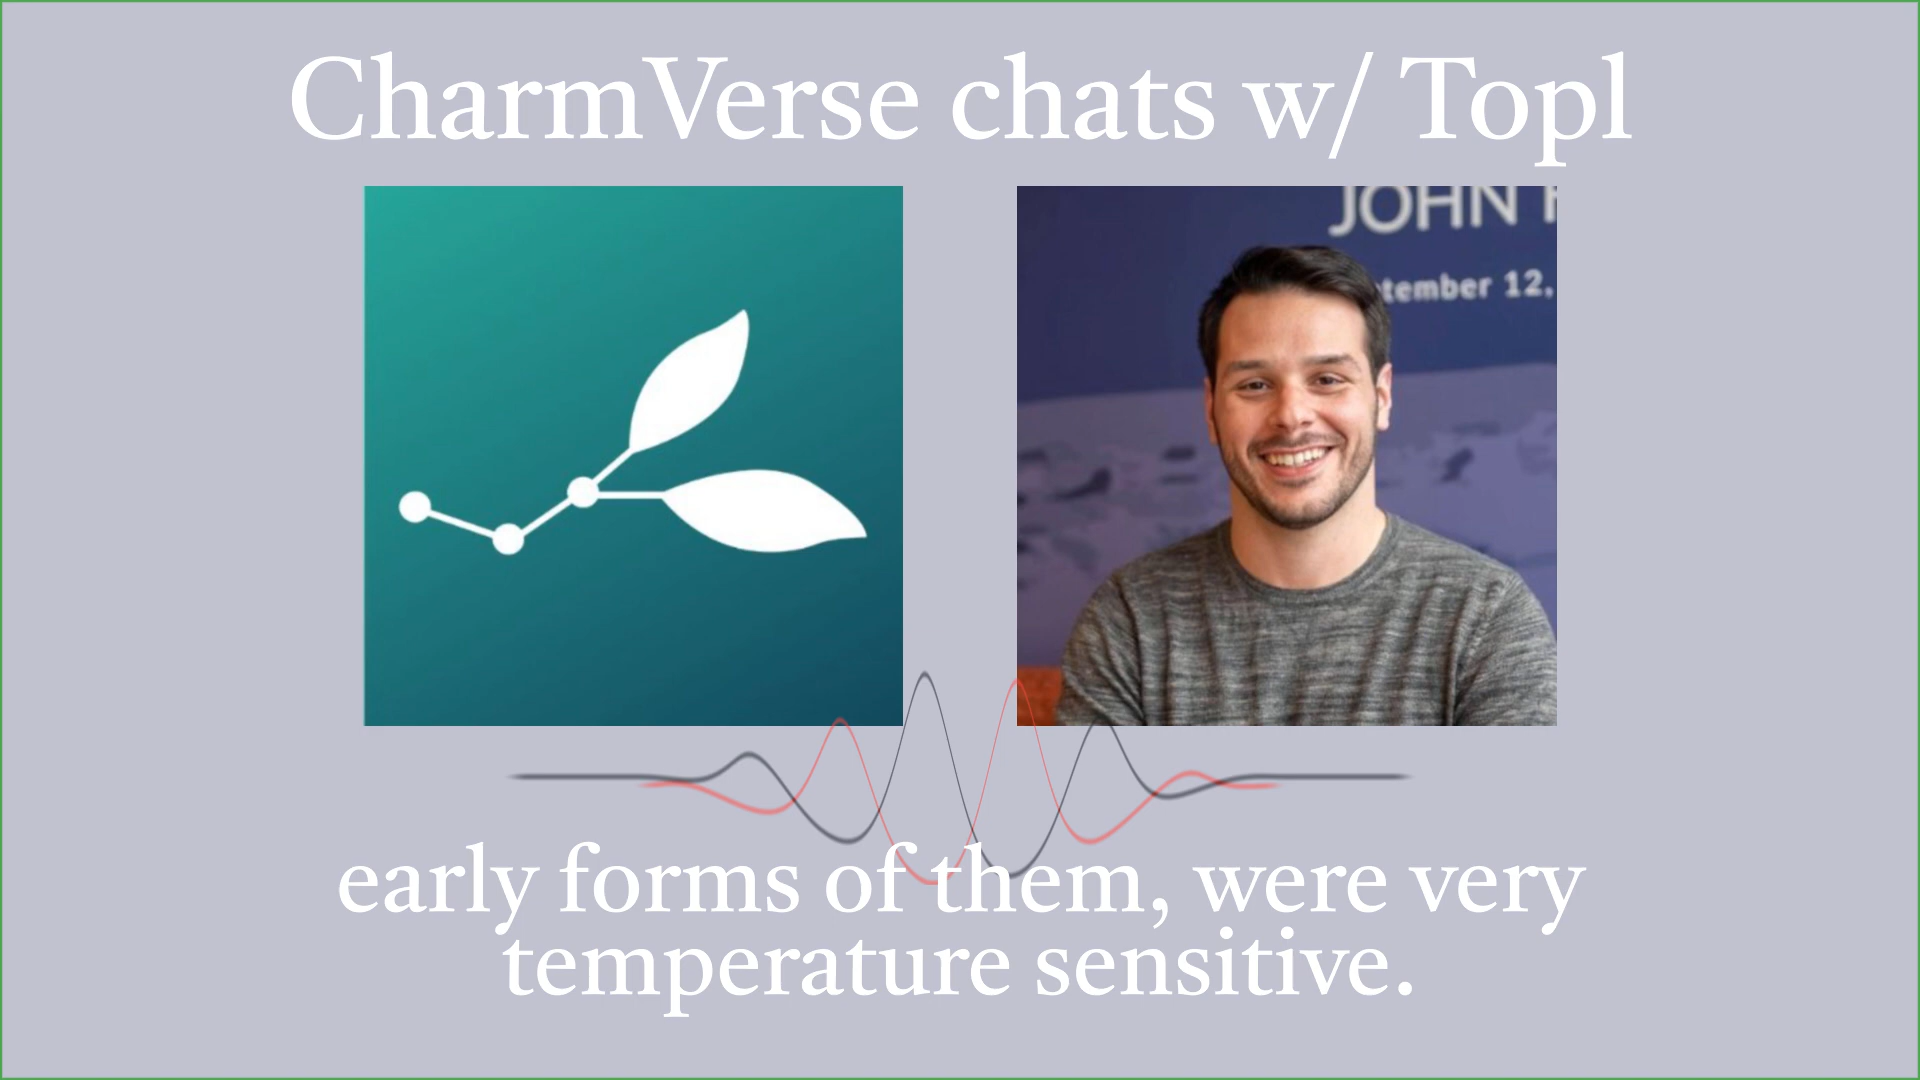 CharmVerse chats w/ Topl
JOHN
tember 12,
early forms of them, were very
temperature sensitive.